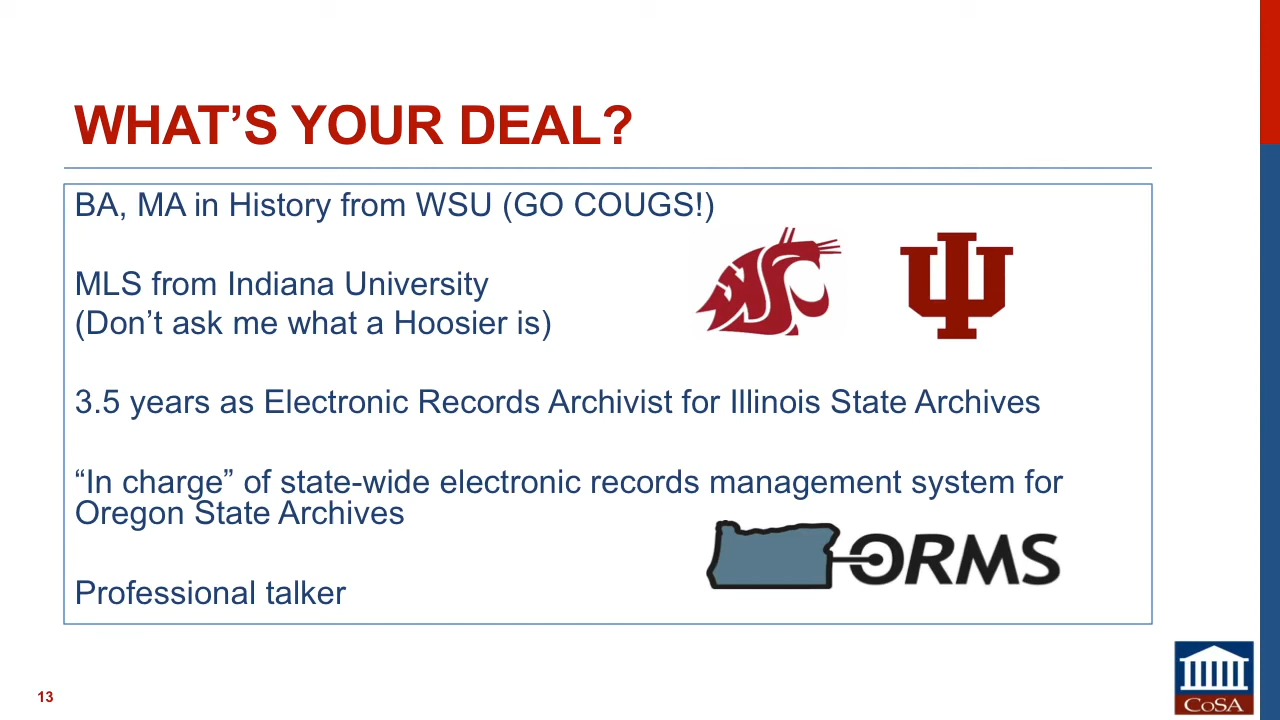 WHAT’S YOUR DEAL?
BA, MA in History from WSU (GO COUGS!)
MLS from Indiana University
(Don’t ask me what a Hoosier is)
3.5 years as Electronic Records Archivist for Illinois State Archives
“In charge” of state-wide electronic records management system for
Oregon State Archives
ORMS
Professional talker
13
CoSA